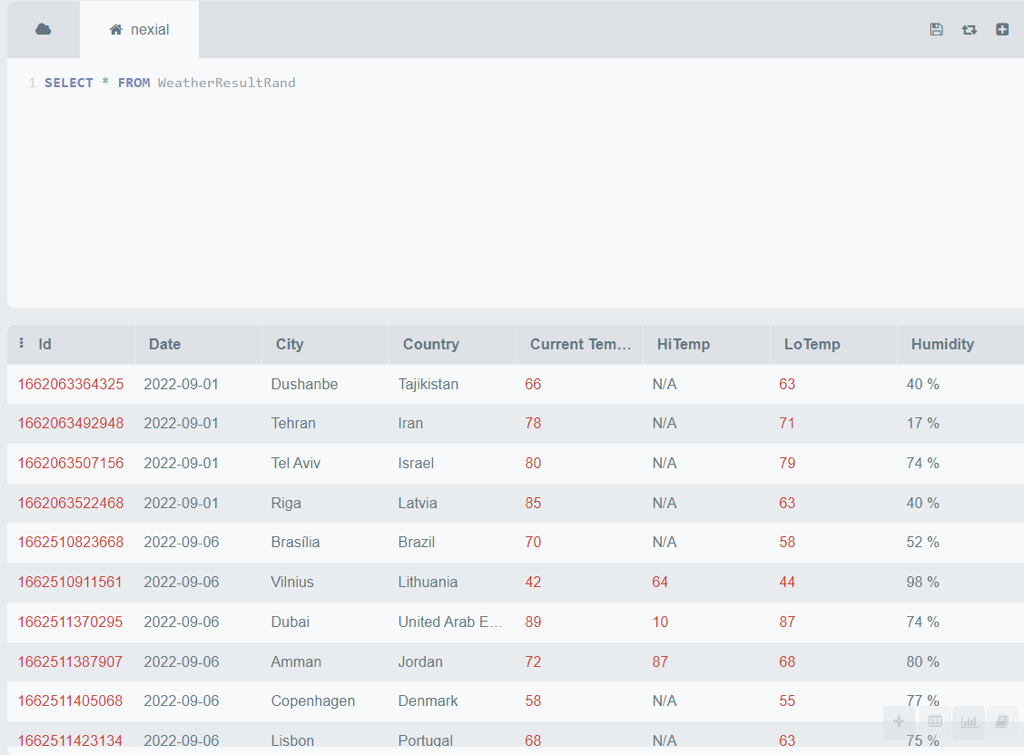 nexial
1 SELECT * FROM WeatherResultRand
Id Date City Country Current Tem... HiTemp LoTemp Humidity
1662063364325 2022-09-01 Dushanbe Tajikistan 66 N/A 63 40 %
1662063492948 2022-09-01 Tehran Iran 78 N/A 71 17 %
1662063507156 2022-09-01 Tel Aviv Israel 80 N/A 79 74 %
1662063522468 2022-09-01 Riga Latvia 85 N/A 63 40 %
1662510823668 2022-09-06 Brasília Brazil 70 N/A 58 52 %
1662510911561 2022-09-06 Vilnius Lithuania 42 64 44 98 %
1662511370295 2022-09-06 Dubai United Arab E... 89 10 87 74 %
1662511387907 2022-09-06 Amman Jordan 72 87 68 80 %
1662511405068 2022-09-06 Copenhagen Denmark 58 N/A 55 77 %
1662511423134 2022-09-06 Lisbon Portugal 68 N/A 63 75 %